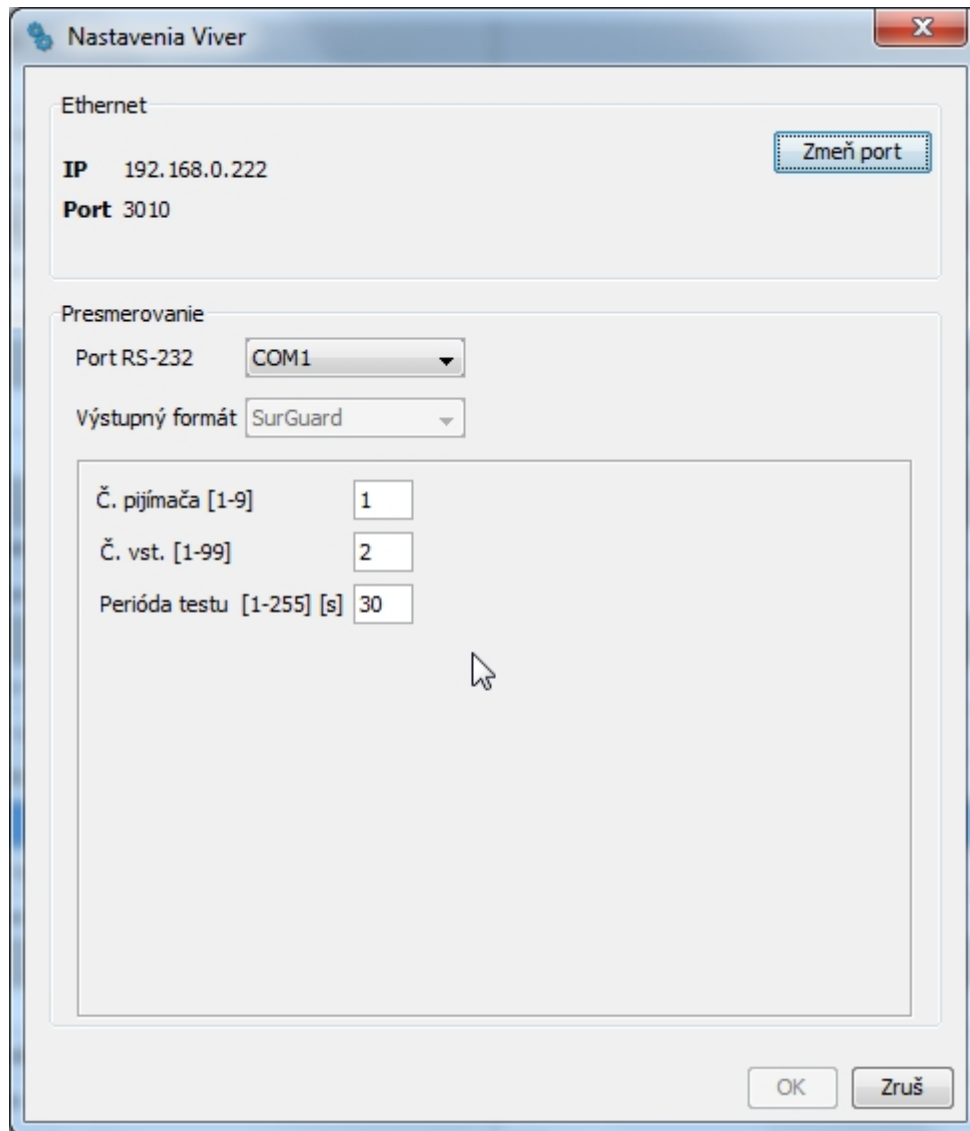 Nastavenia Viver
Ethernet
Zmeň port
IP 192.168.0.222
Port 3010
Presmerovanie
Port RS-232 COM1
Výstupný formát SurGuard
Č. pijímača [1-9] 1
Č. vst. [1-99] 2
Perióda testu [1-255] [s] 30
OK Zruš